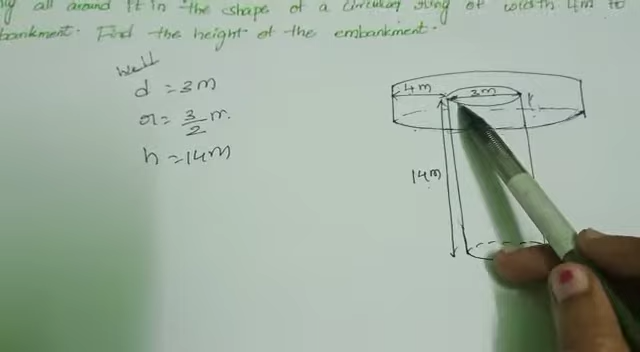 all around it in the shape of a circular ring of width 4m to
embankment. Find the height of the embankment.
Well
d = 3m
r = 3/2 m.
h = 14m
4m
3m
14m